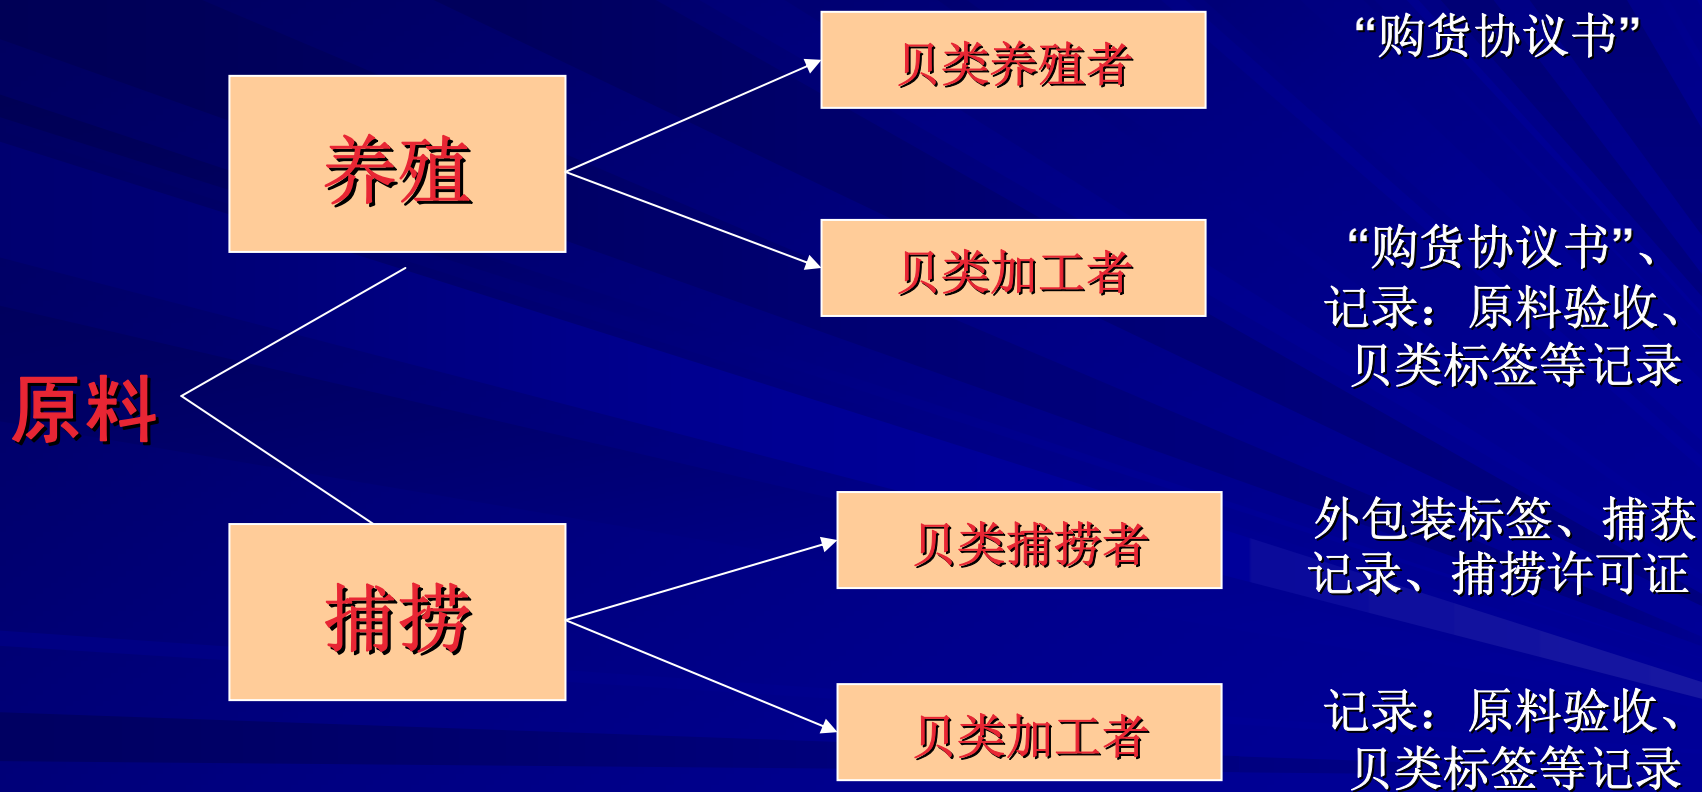 贝类养殖者
“购货协议书”
养殖
贝类加工者
“购货协议书”、
记录：原料验收、
贝类标签等记录
原料
贝类捕捞者
外包装标签、捕获
记录、捕捞许可证
捕捞
贝类加工者
记录：原料验收、
贝类标签等记录